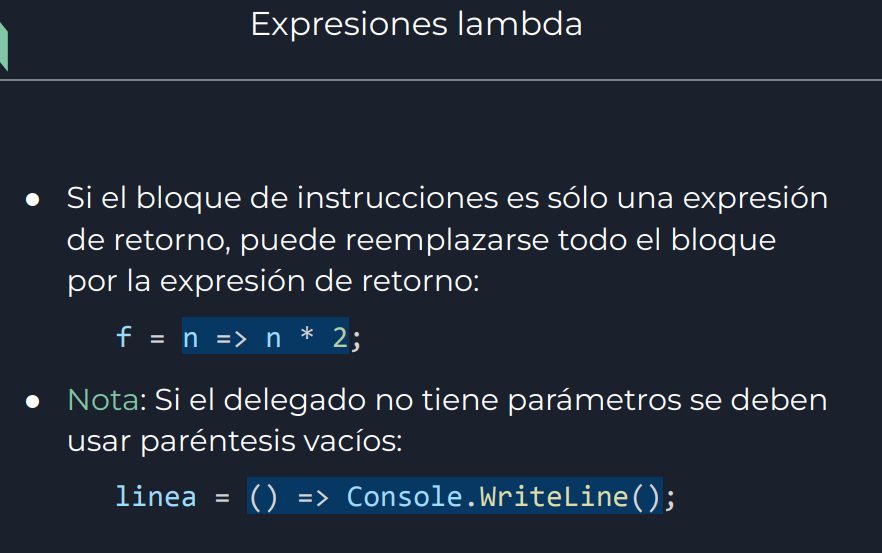 Expresiones lambda
● Si el bloque de instrucciones es sólo una expresión
de retorno, puede reemplazarse todo el bloque
por la expresión de retorno:
f = n => n * 2;
● Nota: Si el delegado no tiene parámetros se deben
usar paréntesis vacíos:
linea = () => Console.WriteLine();